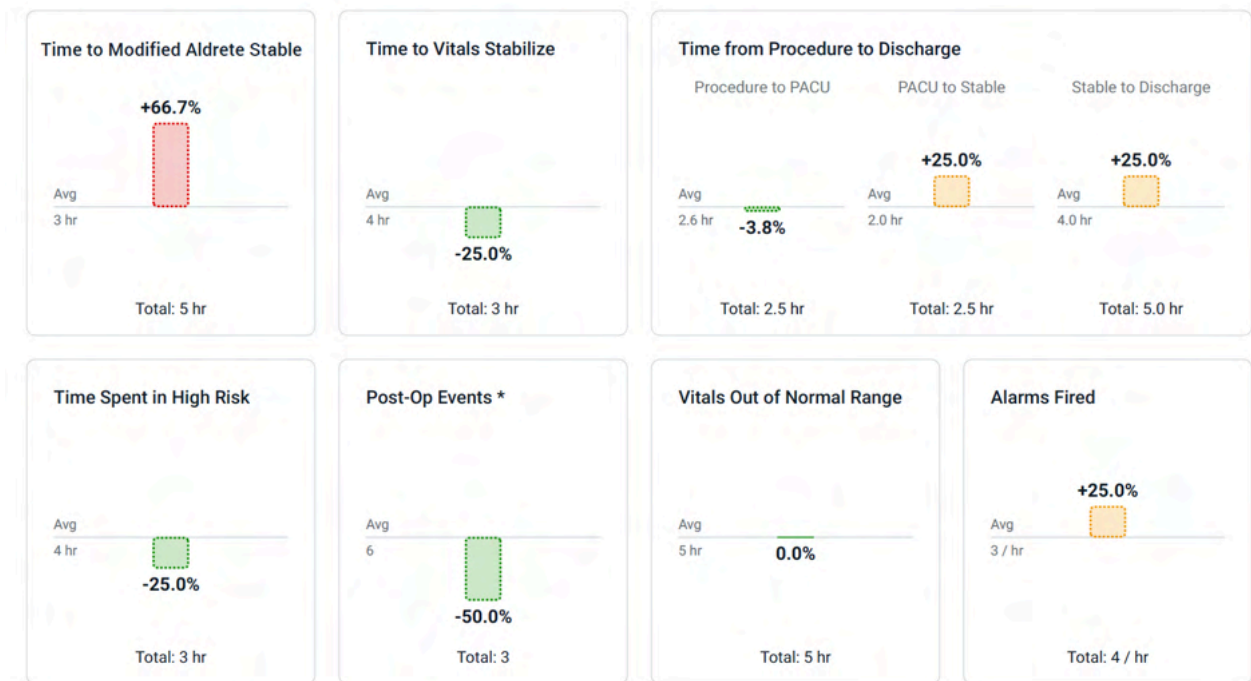 Time to Modified Aldrete Stable
+66.7%
Avg
3 hr
Total: 5 hr
Time to Vitals Stabilize
Avg
4 hr
-25.0%
Total: 3 hr
Time from Procedure to Discharge
Procedure to PACU
Avg
2.6 hr
-3.8%
Total: 2.5 hr
PACU to Stable
+25.0%
Avg
2.0 hr
Total: 2.5 hr
Stable to Discharge
+25.0%
Avg
4.0 hr
Total: 5.0 hr
Time Spent in High Risk
Avg
4 hr
-25.0%
Total: 3 hr
Post-Op Events *
Avg
6
-50.0%
Total: 3
Vitals Out of Normal Range
Avg
5 hr
0.0%
Total: 5 hr
Alarms Fired
+25.0%
Avg
3 / hr
Total: 4 / hr